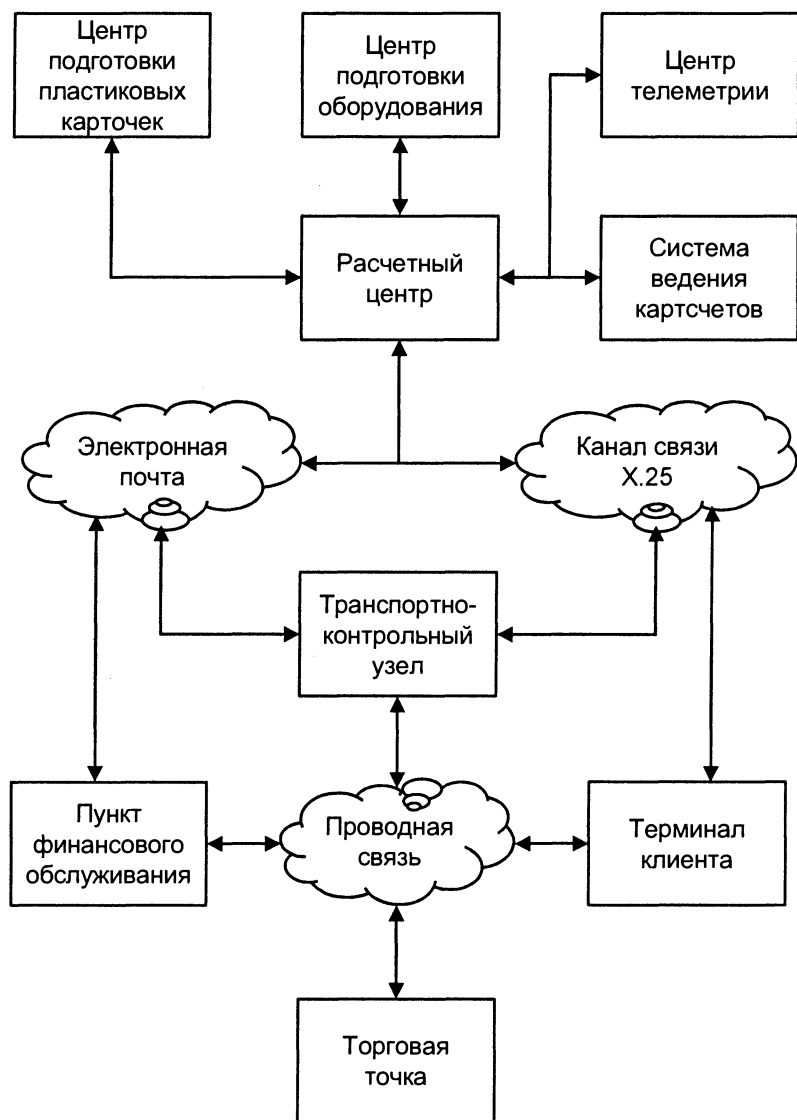 Центр
подготовки
пластиковых
карточек
Центр
подготовки
оборудования
Центр
телеметрии
Расчетный
центр
Система
ведения
картсчетов
Электронная
почта
Канал связи
X.25
Транспортно-
контрольный
узел
Пункт
финансового
обслуживания
Проводная
связь
Терминал
клиента
Торговая
точка